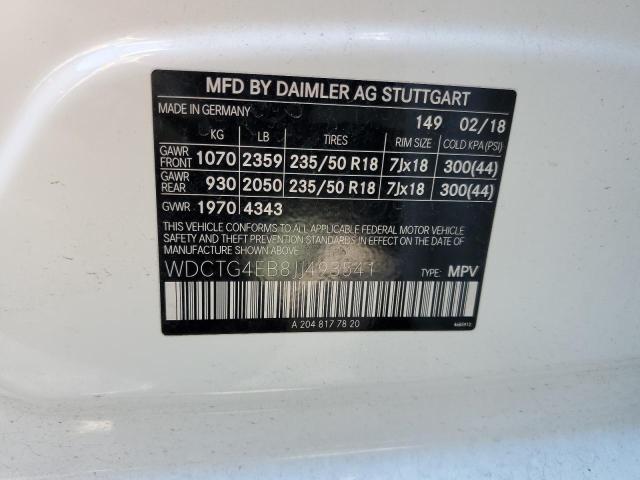 MFD BY DAIMLER AG STUTTGART
MADE IN GERMANY 149 02/18
KG LB TIRES RIM SIZE COLD KPA(PSI)
GAWR FRONT 1070 2359 235/50 R18 7Jx18 300(44)
GAWR REAR 930 2050 235/50 R18 7Jx18 300(44)
GVWR 1970 4343
THIS VEHICLE CONFORMS TO ALL APPLICABLE FEDERAL MOTOR VEHICLE
SAFETY, BUMPER, AND THEFT PREVENTION STANDARDS IN EFFECT
ON THE DATE OF MANUFACTURE SHOWN ABOVE.
WDCTG4EB8JJ493541 TYPE: MPV
A 204 817 78 20